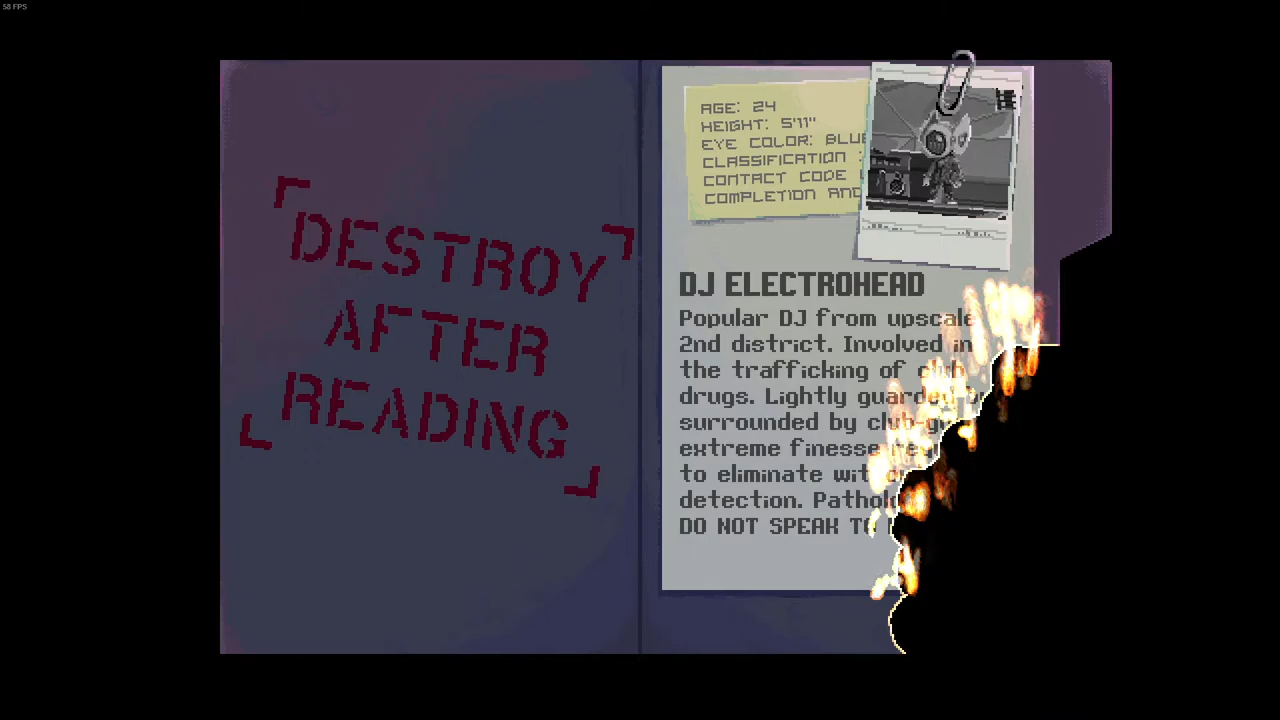 58 FPS
DESTROY
AFTER
READING
AGE: 24
HEIGHT: 5'11"
EYE COLOR: BLUE
CLASSIFICATION :
CONTACT CODE
COMPLETION AND
DJ ELECTROHEAD
Popular DJ from upscale
2nd district. Involved in
the trafficking of club
drugs. Lightly guarded
surrounded by
extreme finesse
to eliminate
detection.
DO NOT SPEAK TO